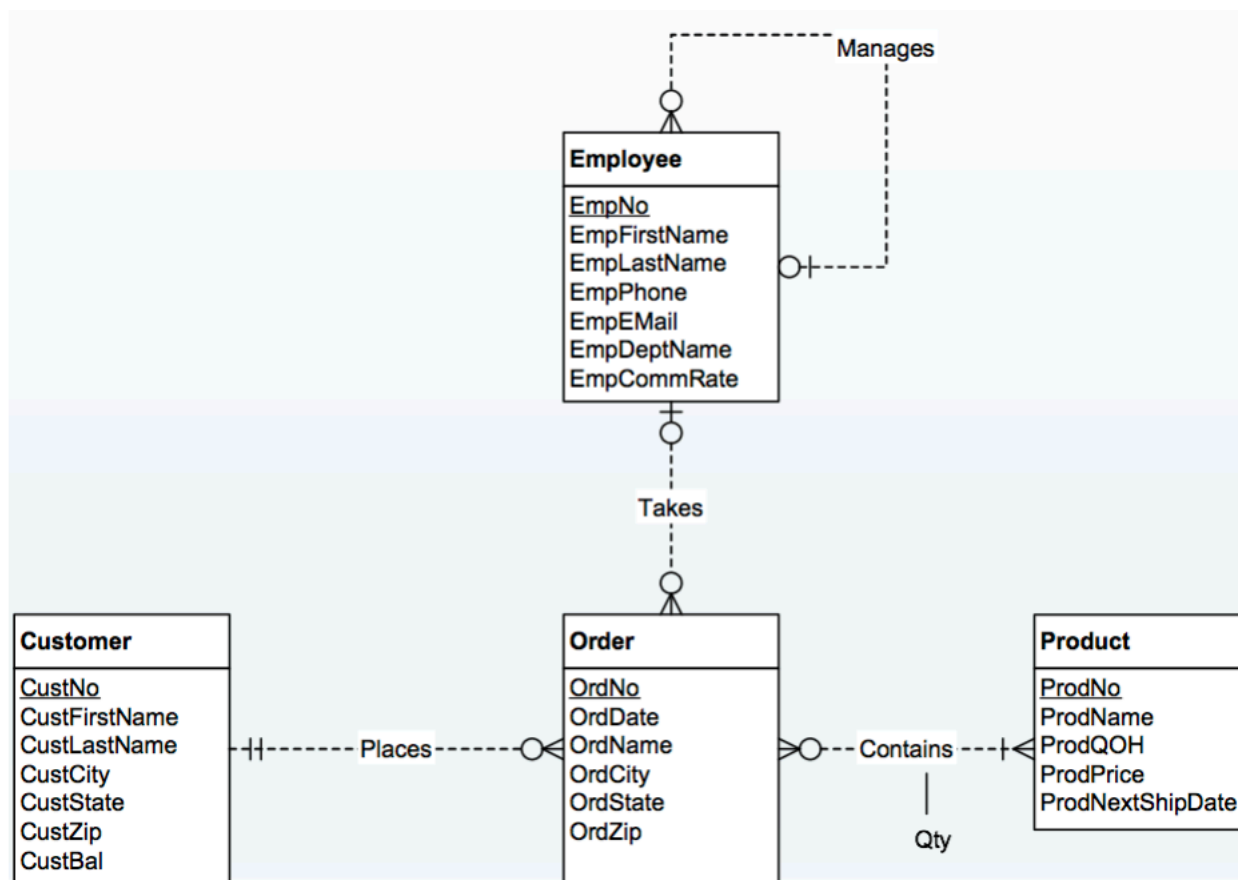 Manages
Employee
EmpNo
EmpFirstName
EmpLastName
EmpPhone
EmpEMail
EmpDeptName
EmpCommRate
Takes
Customer
CustNo
CustFirstName
CustLastName
CustCity
CustState
CustZip
CustBal
Places
Order
OrdNo
OrdDate
OrdName
OrdCity
OrdState
OrdZip
Contains
Qty
Product
ProdNo
ProdName
ProdQOH
ProdPrice
ProdNextShipDate